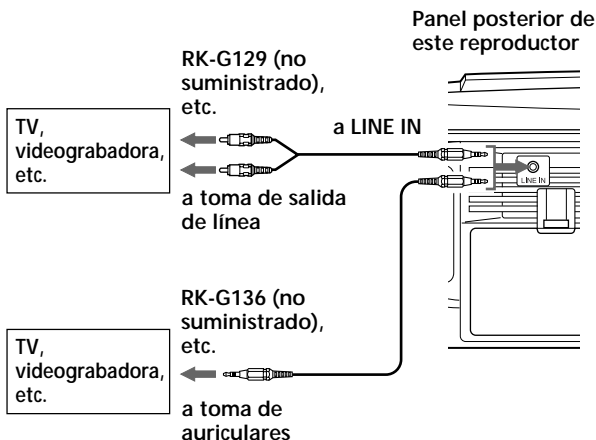 Panel posterior de
este reproductor
RK-G129 (no
suministrado),
etc.
TV,
videograbadora,
etc.
a LINE IN
LINE IN
a toma de salida
de línea
RK-G136 (no
suministrado),
etc.
TV,
videograbadora,
etc.
a toma de
auriculares